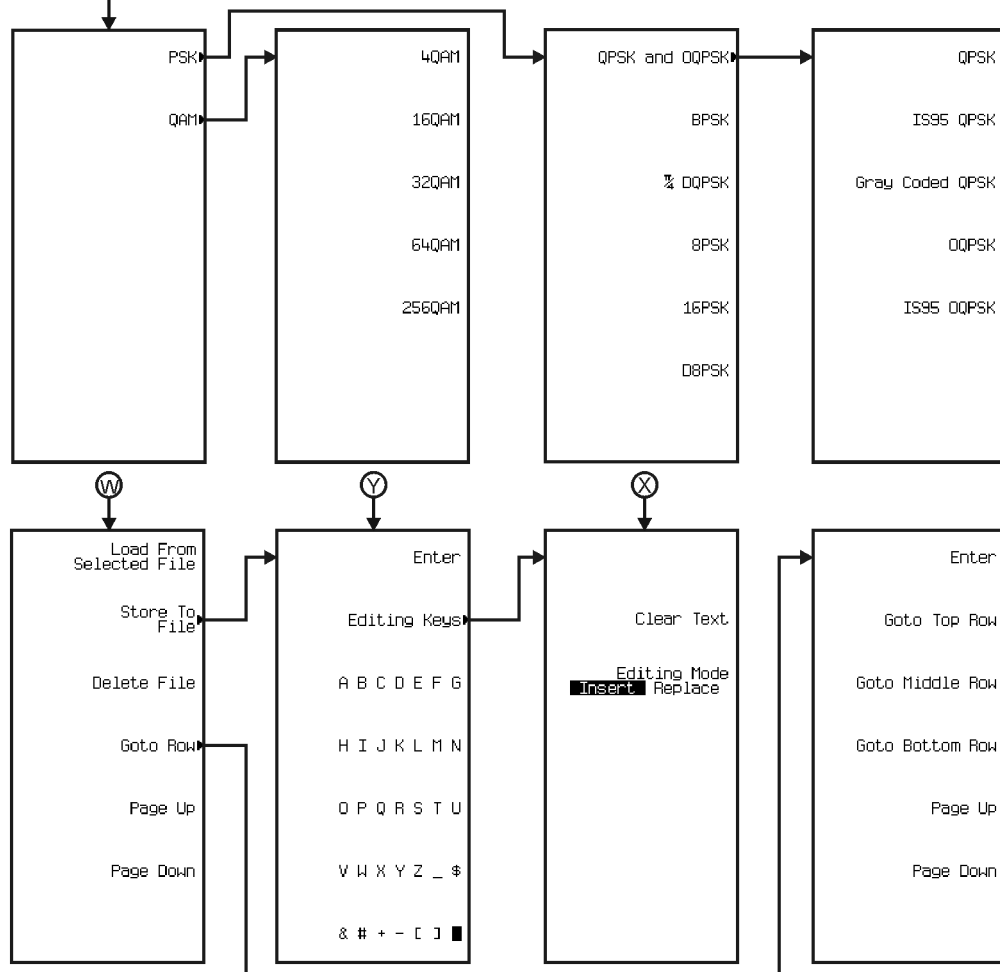 PSK
QAM
4QAM
16QAM
32QAM
64QAM
256QAM
QPSK and OQPSK
BPSK
π/4 DQPSK
8PSK
16PSK
D8PSK
QPSK
IS95 QPSK
Gray Coded QPSK
OQPSK
IS95 OQPSK
W
Load From
Selected File
Store To
File
Delete File
Goto Row
Page Up
Page Down
Y
Enter
Editing Keys
A B C D E F G
H I J K L M N
O P Q R S T U
V W X Y Z _ $
& # + - [ ]
X
Clear Text
Editing Mode
Insert Replace
Enter
Goto Top Row
Goto Middle Row
Goto Bottom Row
Page Up
Page Down